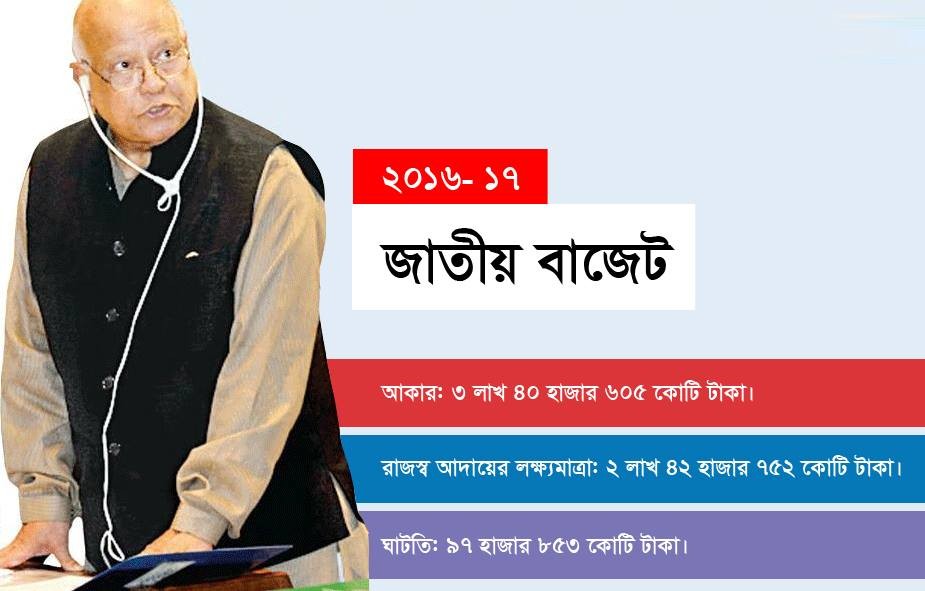 ২০১৬- ১৭
জাতীয় বাজেট
আকার: ৩ লাখ ৪০ হাজার ৬০৫ কোটি টাকা।
রাজস্ব আদায়ের লক্ষ্যমাত্রা: ২ লাখ ৪২ হাজার ৭৫২ কোটি টাকা।
ঘাটতি: ৯৭ হাজার ৮৫৩ কোটি টাকা।